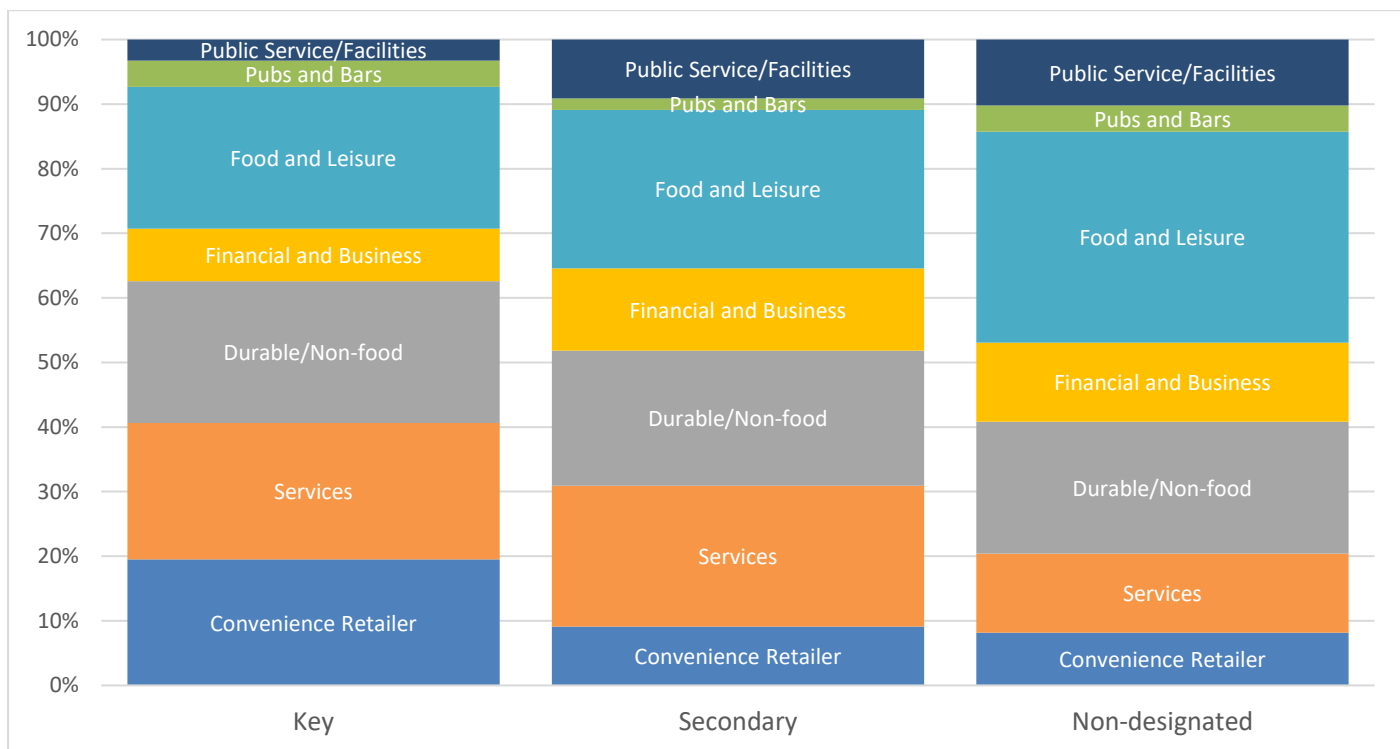 100%
90%
80%
70%
60%
50%
40%
30%
20%
10%
0%
Public Service/Facilities
Pubs and Bars
Food and Leisure
Financial and Business
Durable/Non-food
Services
Convenience Retailer
Public Service/Facilities
Pubs and Bars
Food and Leisure
Financial and Business
Durable/Non-food
Services
Convenience Retailer
Public Service/Facilities
Pubs and Bars
Food and Leisure
Financial and Business
Durable/Non-food
Services
Convenience Retailer
Key
Secondary
Non-designated